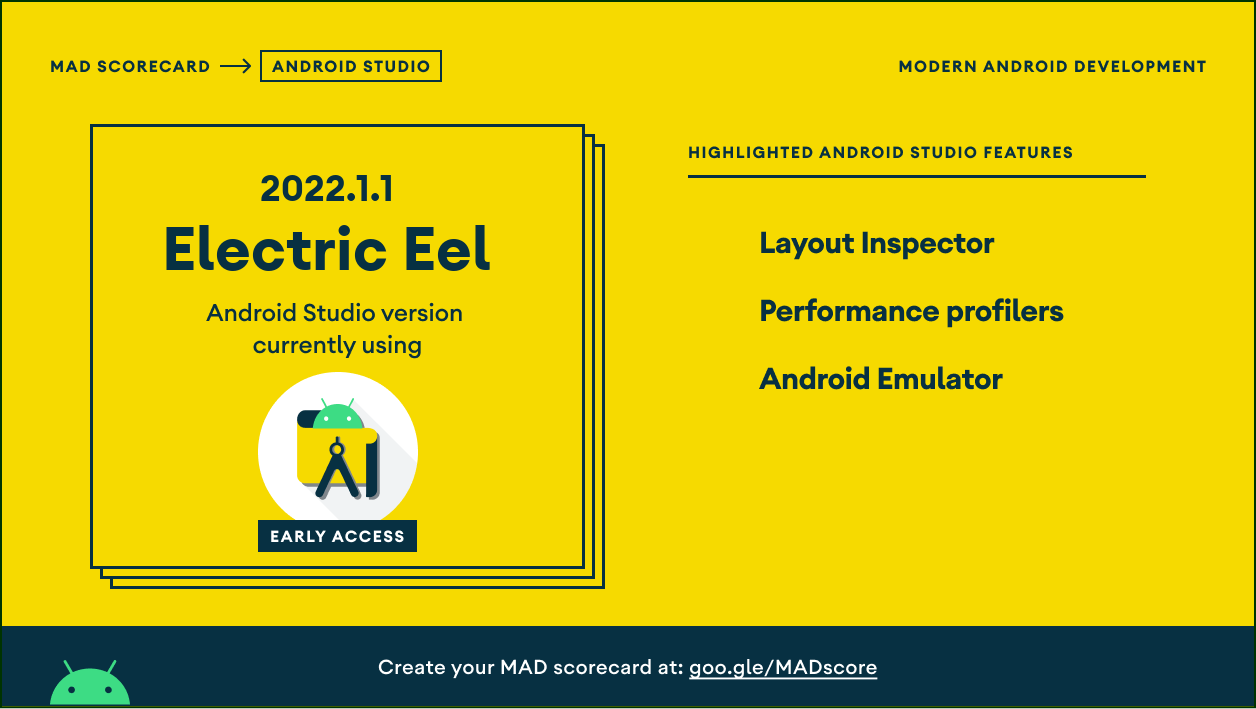 MAD SCORECARD → ANDROID STUDIO
MODERN ANDROID DEVELOPMENT
2022.1.1
Electric Eel
Android Studio version
currently using
EARLY ACCESS
HIGHLIGHTED ANDROID STUDIO FEATURES
Layout Inspector
Performance profilers
Android Emulator
Create your MAD scorecard at: goo.gle/MADscore